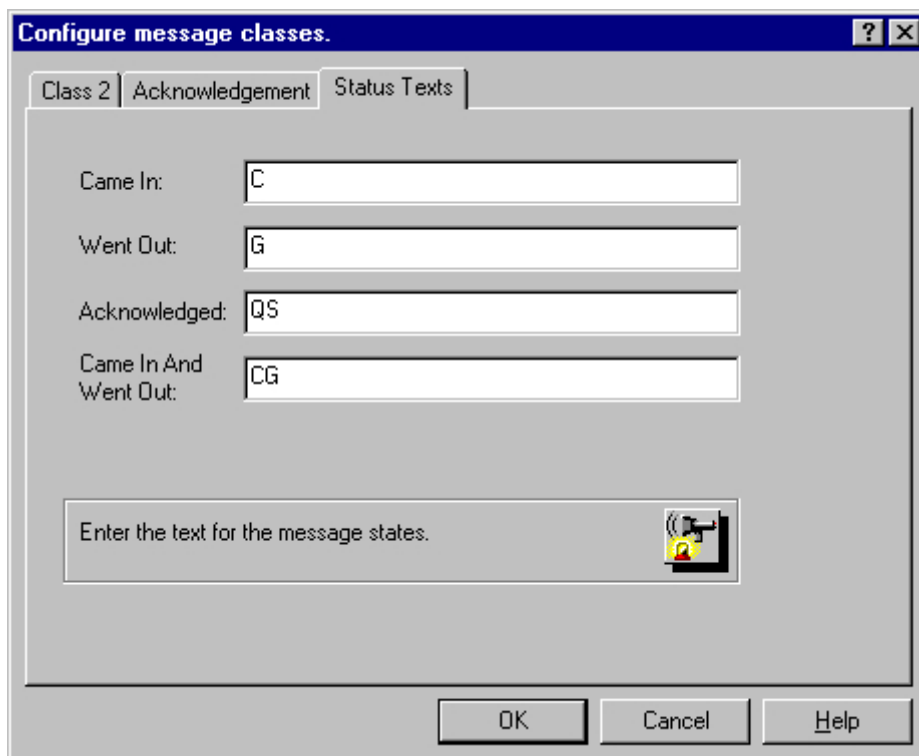 Configure message classes.
? X
Class 2 Acknowledgement Status Texts
Came In: C
Went Out: G
Acknowledged: QS
Came In And
Went Out: CG
Enter the text for the message states.
OK Cancel Help